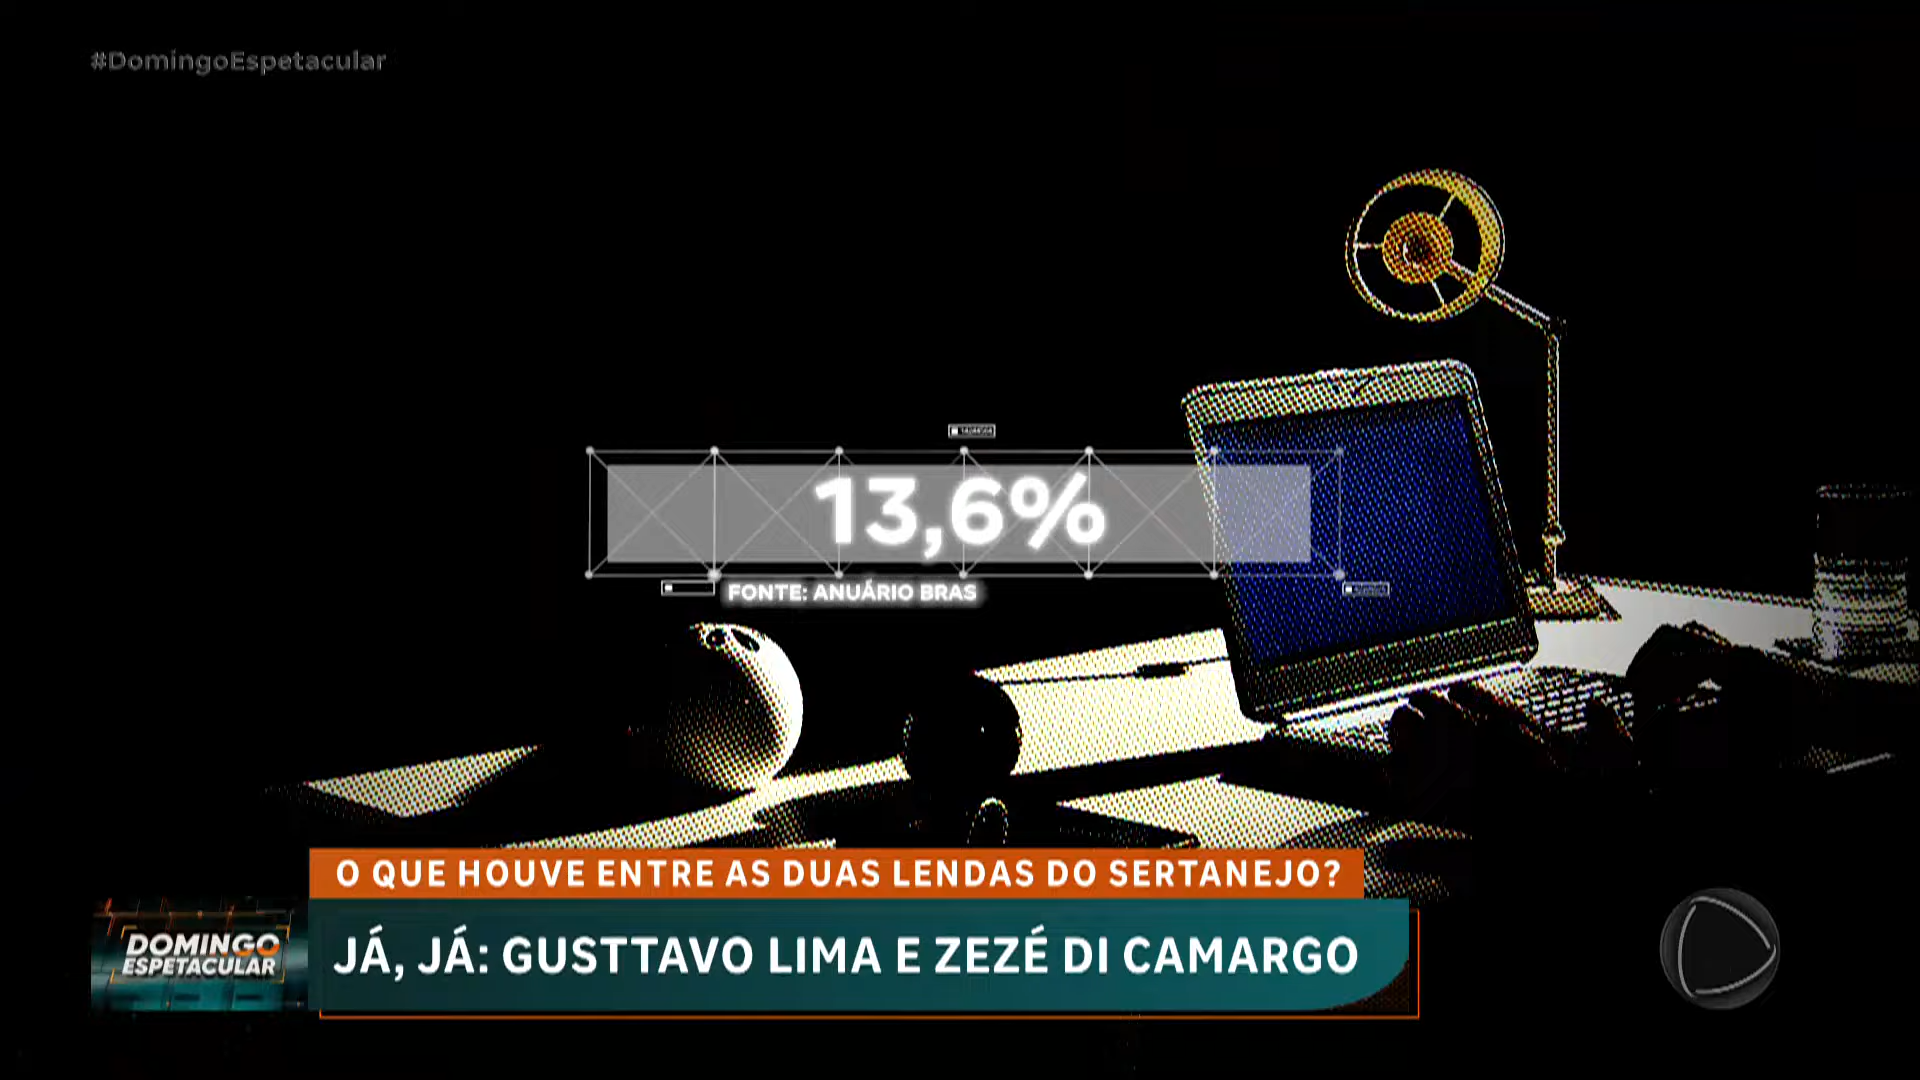 #DomingoEspetacular
13,6%
FONTE: ANUÁRIO BRAS
O QUE HOUVE ENTRE AS DUAS LENDAS DO SERTANEJO?
DOMINGO
ESPETACULAR
JÁ, JÁ: GUSTTAVO LIMA E ZEZÉ DI CAMARGO